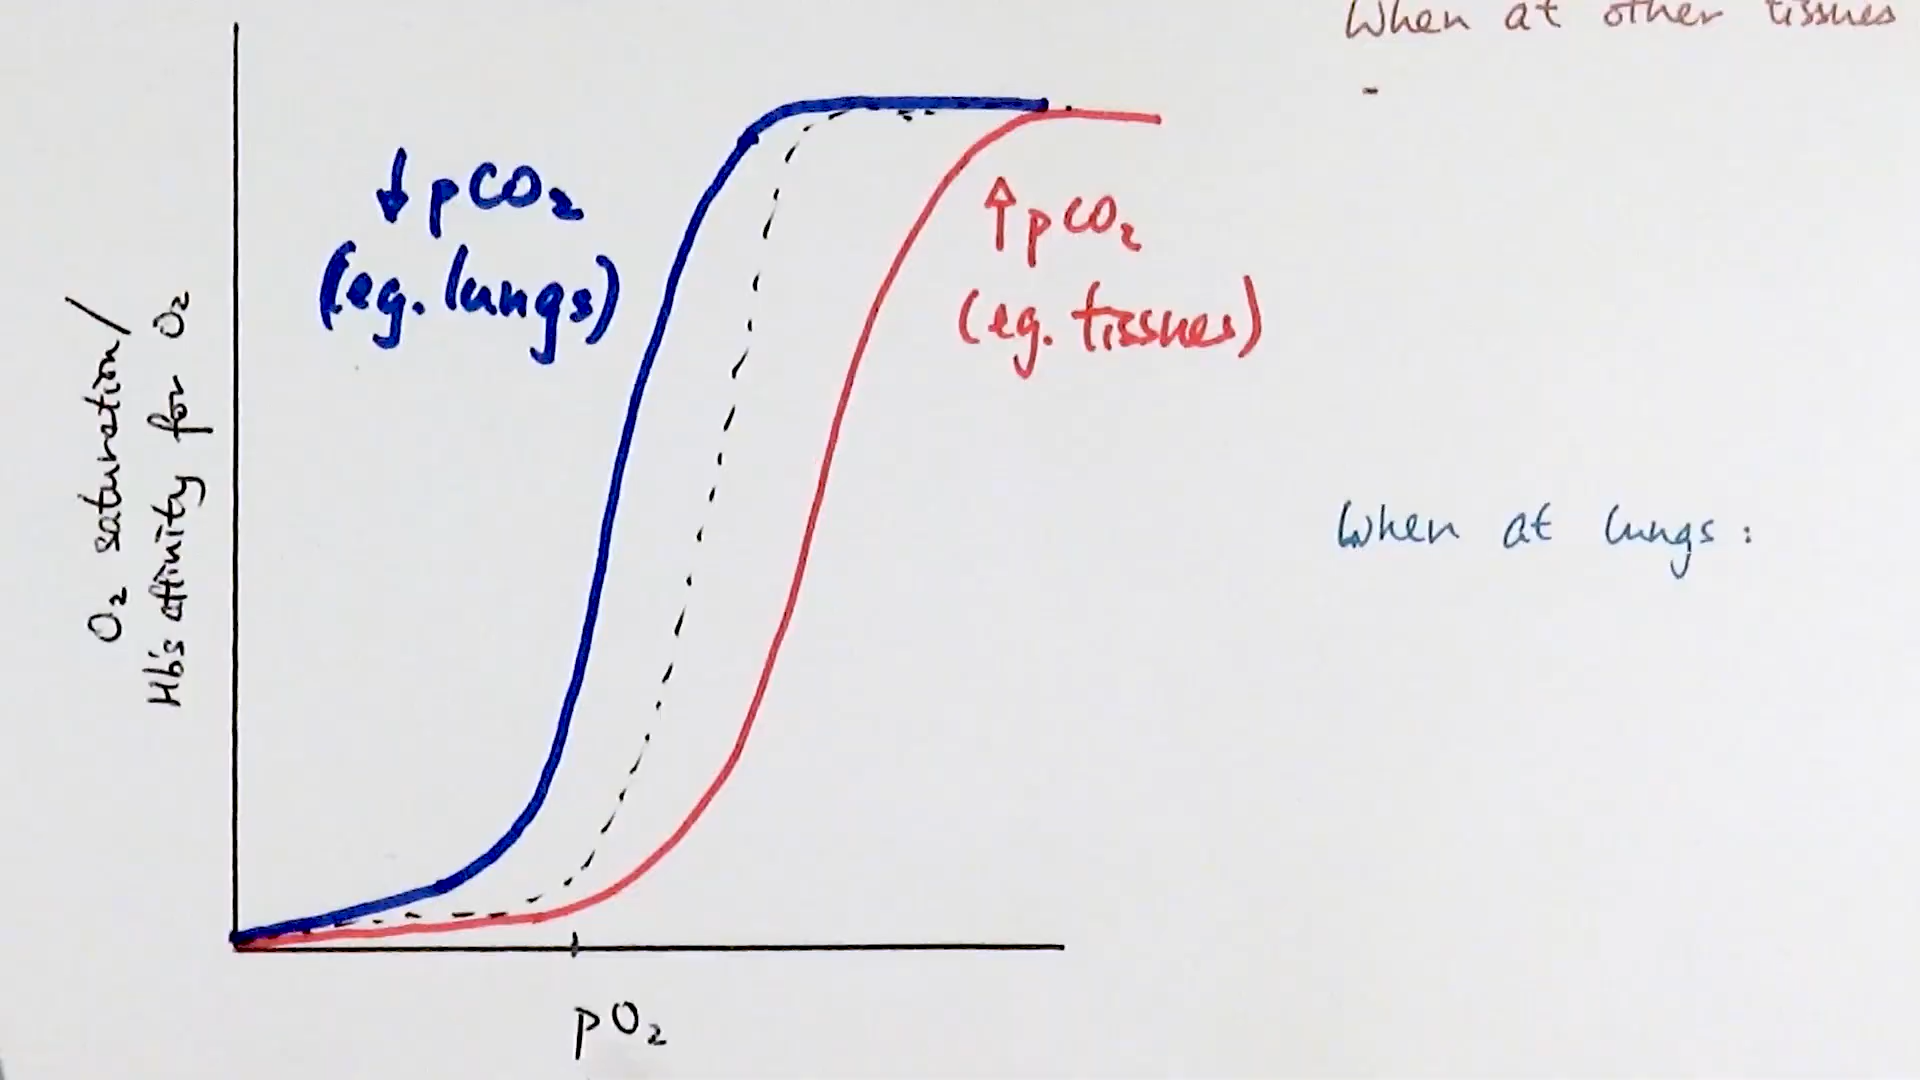 When at other tissues
-
↓ pCO₂
(eg. lungs)
↑ pCO₂
(eg. tissues)
O₂ saturation/
Hb's affinity for O₂
When at lungs :
pO₂